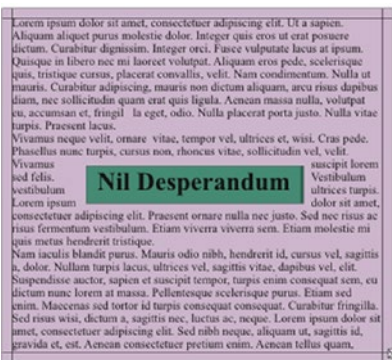 Lorem ipsum dolor sit amet, consectetuer adipiscing elit. Ut a sapien.
Aliquam aliquet purus molestie dolor. Integer quis eros ut erat posuere
dictum. Curabitur dignissim. Integer orci. Fusce vulputate lacus at ipsum.
Quisque in libero nec mi laoreet volutpat. Aliquam eros pede, scelerisque
quis, tristique cursus, placerat convallis, velit. Nam condimentum. Nulla ut
mauris. Curabitur adipiscing, mauris non dictum aliquam, arcu risus dapibus
diam, nec sollicitudin quam erat quis ligula. Aenean massa nulla, volutpat
eu, accumsan et, fringil la eget, odio. Nulla placerat porta justo. Nulla vitae
turpis. Praesent lacus.
Vivamus neque velit, ornare vitae, tempor vel, ultrices et, wisi. Cras pede.
Phasellus nunc turpis, cursus non, rhoncus vitae, sollicitudin vel, velit.
Vivamus suscipit lorem
sed felis. Vestibulum
vestibulum ultrices turpis.
Lorem ipsum dolor sit amet,
Nil Desperandum
consectetuer adipiscing elit. Praesent ornare nulla nec justo. Sed nec risus ac
risus fermentum vestibulum. Etiam viverra viverra sem. Etiam molestie mi
quis metus hendrerit tristique.
Nam iaculis blandit purus. Mauris odio nibh, hendrerit id, cursus vel, sagittis
a, dolor. Nullam turpis lacus, ultrices vel, sagittis vitae, dapibus vel, elit.
Suspendisse auctor, sapien et suscipit tempor, turpis enim consequat sem, eu
dictum nunc lorem at massa. Pellentesque scelerisque purus. Etiam sed
enim. Maecenas sed tortor id turpis consequat consequat. Curabitur fringilla.
Sed risus wisi, dictum a, sagittis nec, luctus ac, neque. Lorem ipsum dolor sit
amet, consectetuer adipiscing elit. Sed nibh neque, aliquam ut, sagittis id,
gravida et, est. Aenean consectetuer pretium enim. Aenean tellus quam,